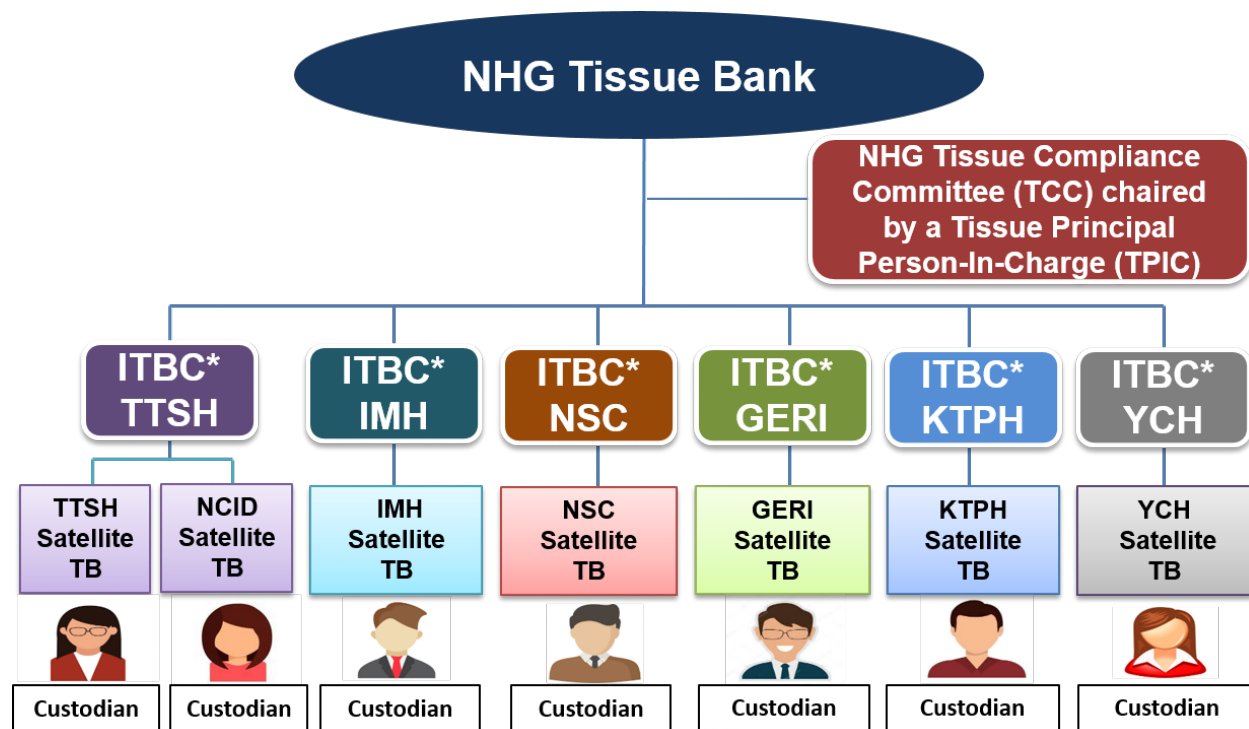 NHG Tissue Bank
NHG Tissue Compliance
Committee (TCC) chaired
by a Tissue Principal
Person-In-Charge (TPIC)
ITBC*
TTSH
ITBC*
IMH
ITBC*
NSC
ITBC*
GERI
ITBC*
KTPH
ITBC*
YCH
TTSH
Satellite
TB
NCID
Satellite
TB
IMH
Satellite
TB
NSC
Satellite
TB
GERI
Satellite
TB
KTPH
Satellite
TB
YCH
Satellite
TB
Custodian
Custodian
Custodian
Custodian
Custodian
Custodian
Custodian